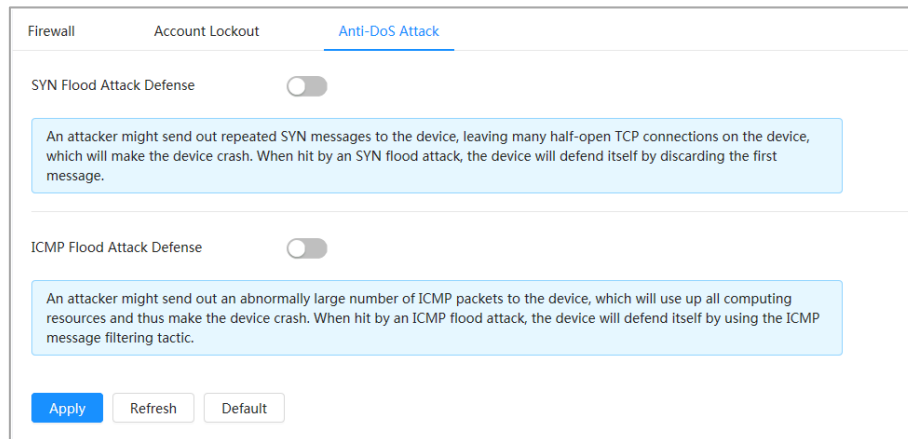 Firewall Account Lockout Anti-DoS Attack
SYN Flood Attack Defense
An attacker might send out repeated SYN messages to the device, leaving many half-open TCP connections on the device,
which will make the device crash. When hit by an SYN flood attack, the device will defend itself by discarding the first
message.
ICMP Flood Attack Defense
An attacker might send out an abnormally large number of ICMP packets to the device, which will use up all computing
resources and thus make the device crash. When hit by an ICMP flood attack, the device will defend itself by using the ICMP
message filtering tactic.
Apply Refresh Default